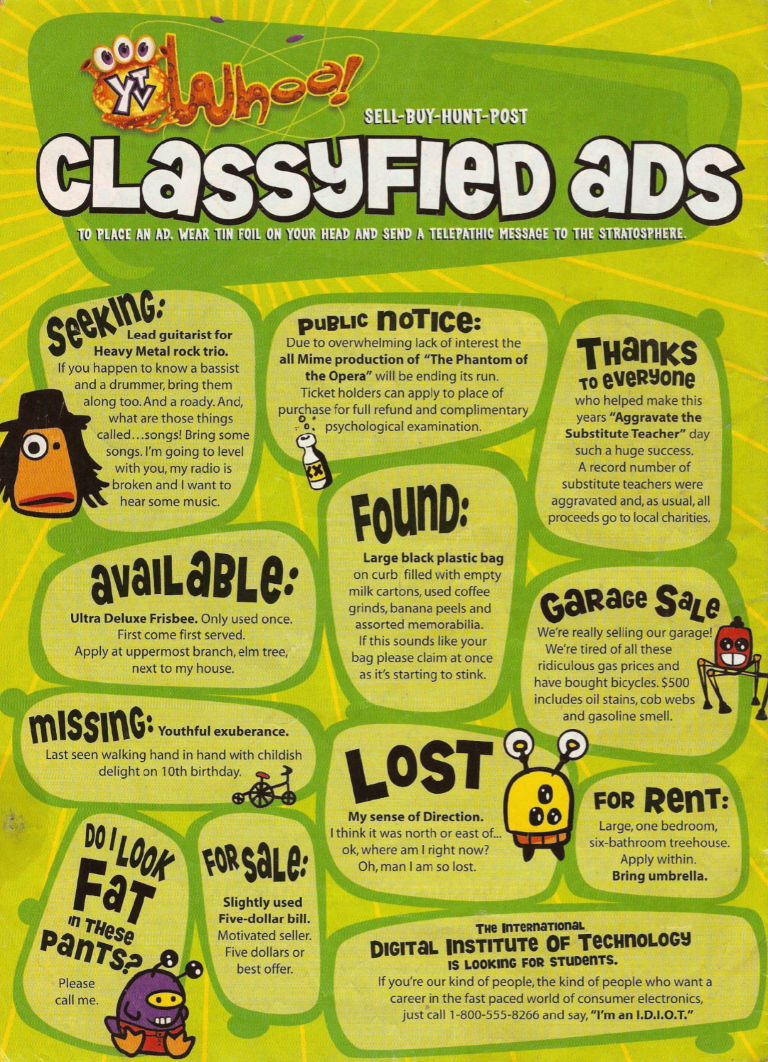 YTV Whoa!
SELL-BUY-HUNT-POST
CLASSYFIED ADS
TO PLACE AN AD, WEAR TIN FOIL ON YOUR HEAD AND SEND A TELEPATHIC MESSAGE TO THE STRATOSPHERE.
SEEKING:
Lead guitarist for
Heavy Metal rock trio.
If you happen to know a bassist
and a drummer, bring them
along too. And a roady. And,
what are those things
called...songs! Bring some
songs. I'm going to level
with you, my radio is
broken and I want to
hear some music.
PUBLIC NOTICE:
Due to overwhelming lack of interest the
all Mime production of "The Phantom of
the Opera" will be ending its run.
Ticket holders can apply to place of
purchase for full refund and complimentary
psychological examination.
XX
THANKS
TO EVERYONE
who helped make this
years "Aggravate the
Substitute Teacher" day
such a huge success.
A record number of
substitute teachers were
aggravated and, as usual, all
proceeds go to local charities.
AVAILABLE:
Ultra Deluxe Frisbee. Only used once.
First come first served.
Apply at uppermost branch, elm tree,
next to my house.
FOUND:
Large black plastic bag
on curb filled with empty
milk cartons, used coffee
grinds, banana peels and
assorted memorabilia.
If this sounds like your
bag please claim at once
as it's starting to stink.
GARAGE SALE
We're really selling our garage!
We're tired of all these
ridiculous gas prices and
have bought bicycles. $500
includes oil stains, cob webs
and gasoline smell.
MISSING: Youthful exuberance.
Last seen walking hand in hand with childish
delight on 10th birthday.
LOST
My sense of Direction.
I think it was north or east of...
ok, where am I right now?
Oh, man I am so lost.
FOR RENT:
Large, one bedroom,
six-bathroom treehouse.
Apply within.
Bring umbrella.
DO I LOOK
FAT
IN THESE
PANTS?
Please
call me.
FOR SALE:
Slightly used
Five-dollar bill.
Motivated seller.
Five dollars or
best offer.
THE INTERNATIONAL
DIGITAL INSTITUTE OF TECHNOLOGY
IS LOOKING FOR STUDENTS.
If you're our kind of people, the kind of people who want a
career in the fast paced world of consumer electronics,
just call 1-800-555-8266 and say, "I'm an I.D.I.O.T."